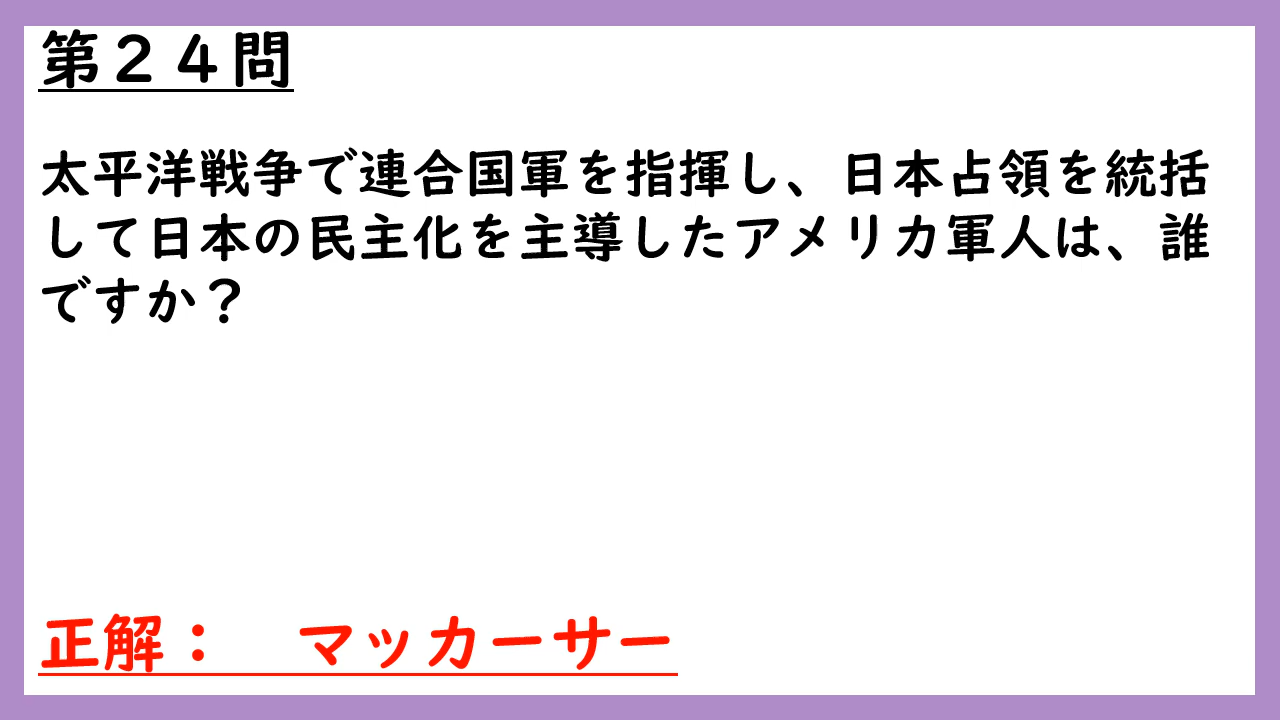 第２４問
太平洋戦争で連合国軍を指揮し、日本占領を統括
して日本の民主化を主導したアメリカ軍人は、誰
ですか？
正解：　マッカーサー